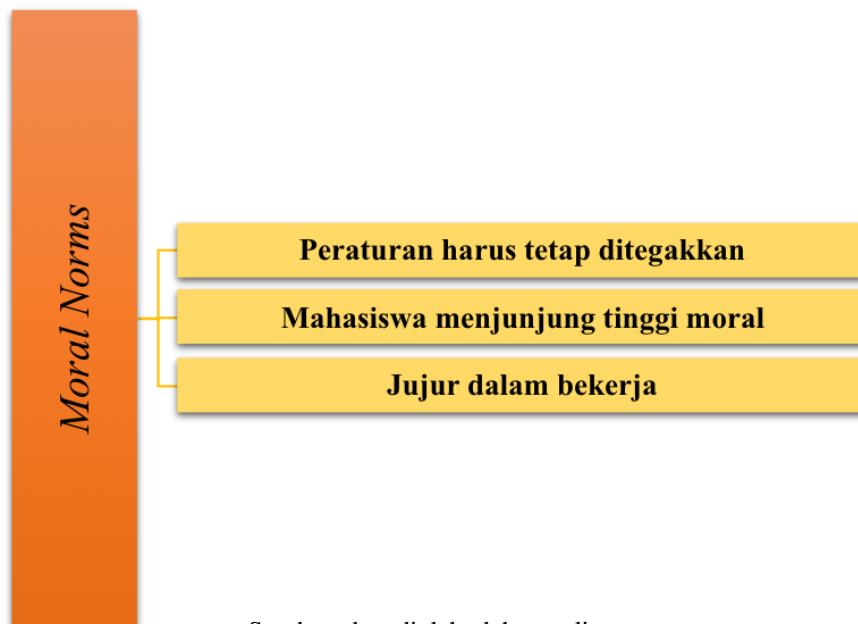 Moral Norms
Peraturan harus tetap ditegakkan
Mahasiswa menjunjung tinggi moral
Jujur dalam bekerja